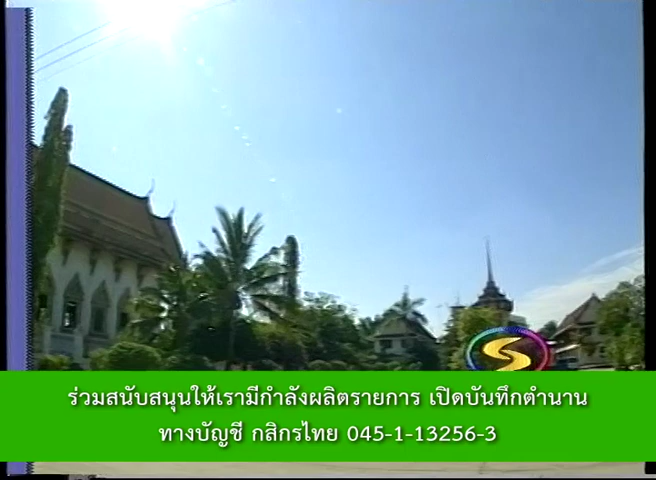 ร่วมสนับสนุนให้เรามีกำลังผลิตรายการ เปิดบันทึกตำนาน
ทางบัญชี กสิกรไทย 045-1-13256-3